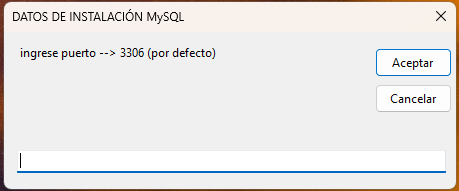 DATOS DE INSTALACIÓN MySQL
ingrese puerto --> 3306 (por defecto)
Aceptar
Cancelar